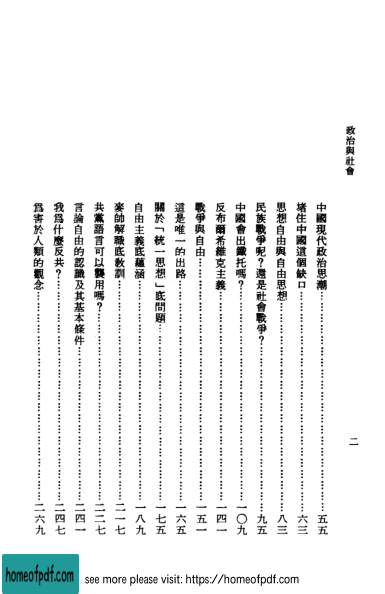 政治與社會
二
中國現代政治思潮……五五
堵住中國這個缺口……六三
思想自由與自由思想……八三
民族戰爭呢？還是社會戰爭？……九五
中國會出鐵托嗎？……一〇九
反布爾希維克主義……一四一
戰爭與自由……一五一
這是唯一的出路……一六五
關於「統一思想」底問題……一七五
自由主義底蘊涵……一八九
麥帥解職底教訓……二一七
共黨語言可以襲用嗎？……二二七
言論自由的認識及其基本條件……二四一
我爲什麼反共？……二四七
爲害於人類的觀念……二六九
homeofpdf.com
see more please visit: https://homeofpdf.com